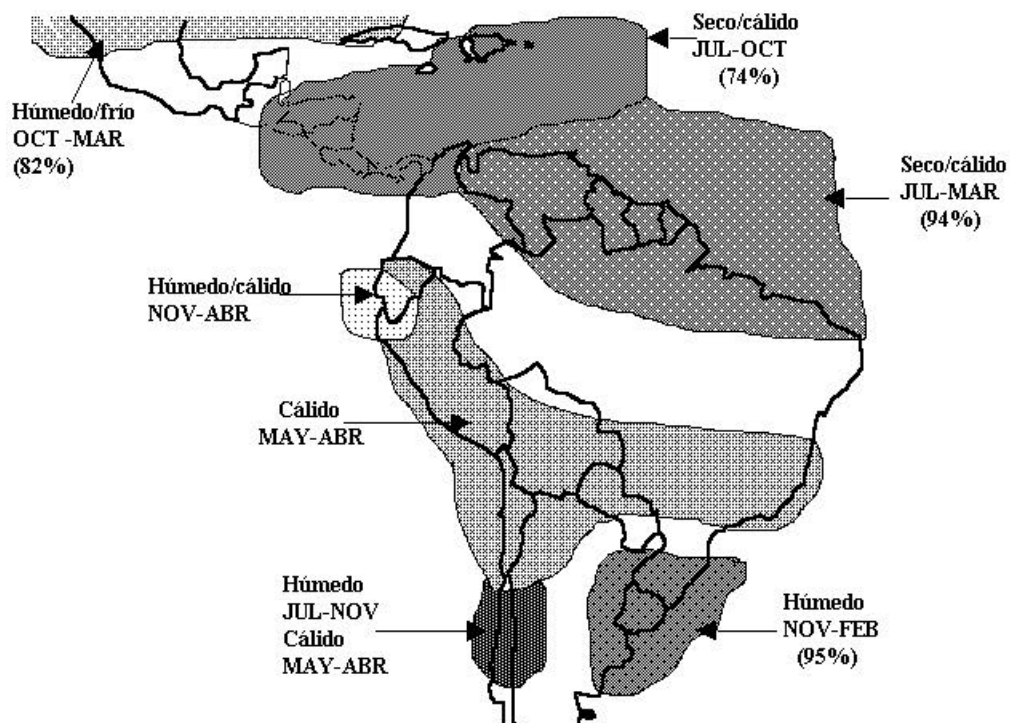 Seco/cálido
JUL-OCT
(74%)
Húmedo/frío
OCT -MAR
(82%)
Seco/cálido
JUL-MAR
(94%)
Húmedo/cálido
NOV-ABR
Cálido
MAY-ABR
Húmedo
JUL-NOV
Cálido
MAY-ABR
Húmedo
NOV-FEB
(95%)